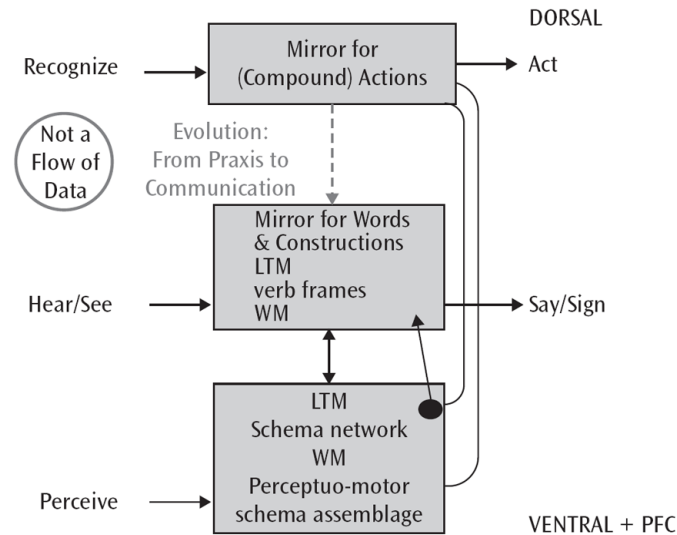 DORSAL
Mirror for
(Compound) Actions
Recognize
Act
Not a
Flow of
Data
Evolution:
From Praxis to
Communication
Mirror for Words
& Constructions
LTM
verb frames
WM
Hear/See
Say/Sign
LTM
Schema network
WM
Perceptuo-motor
schema assemblage
Perceive
VENTRAL + PFC